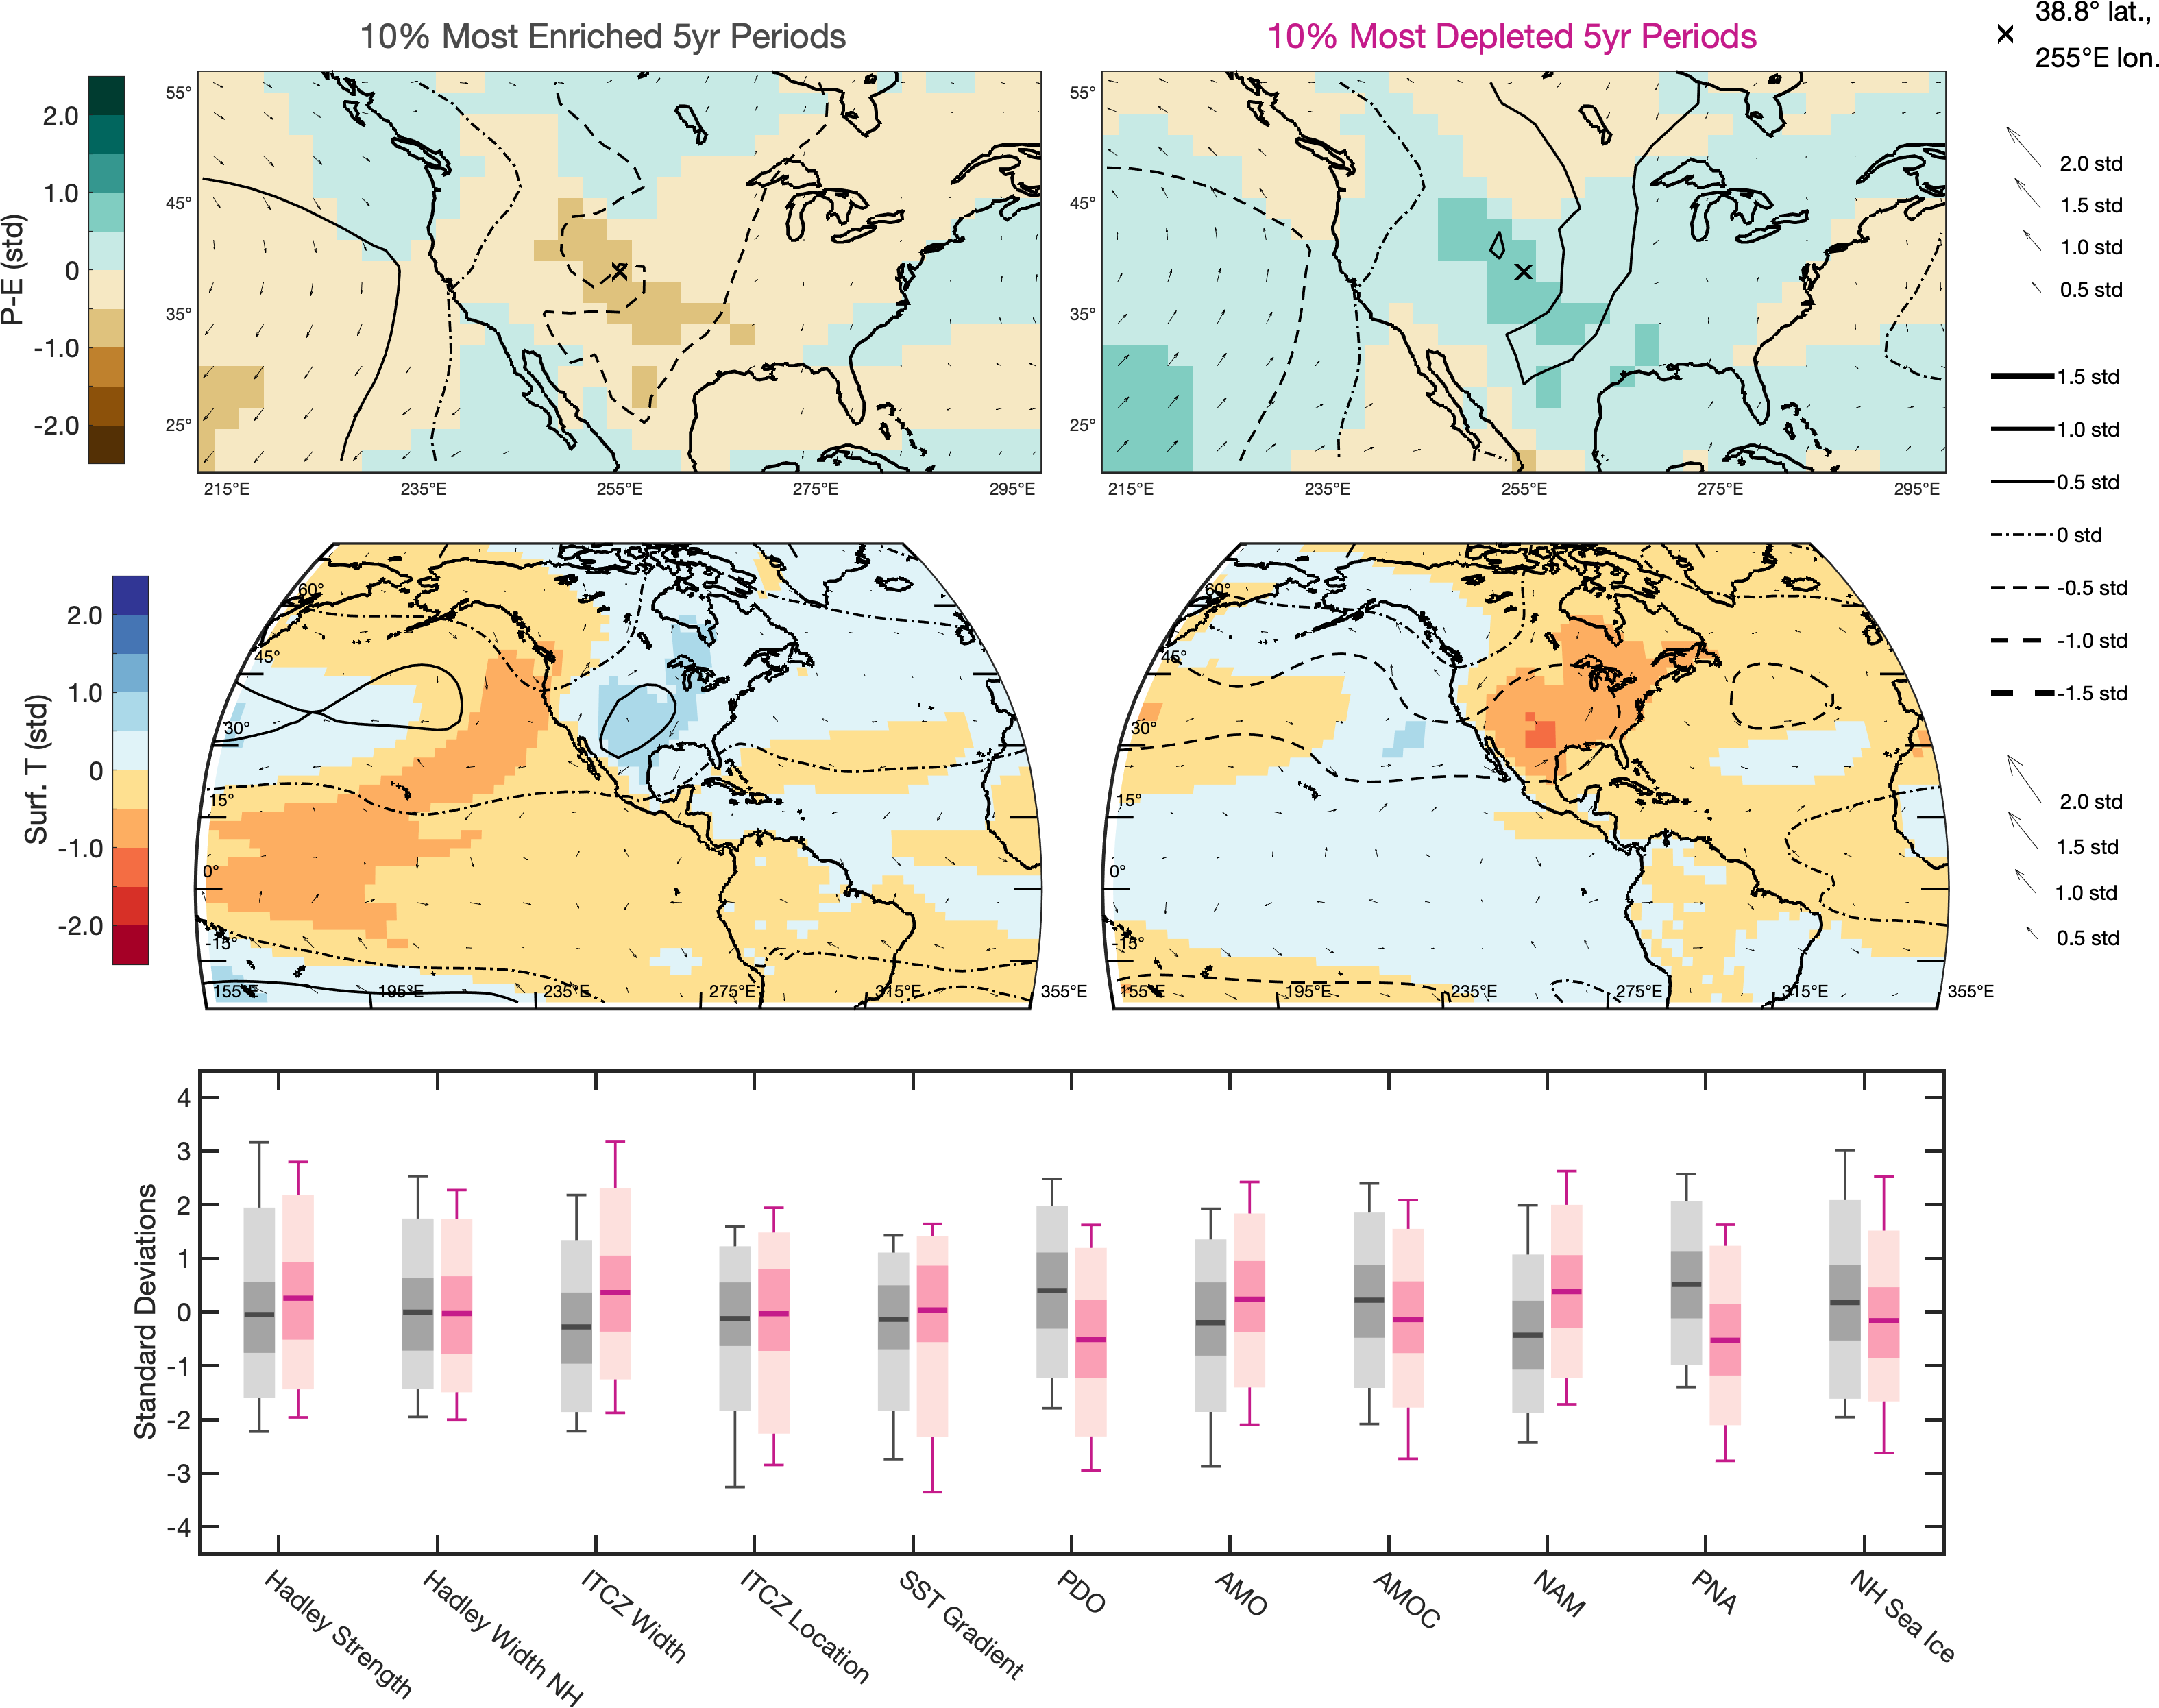 10% Most Enriched 5yr Periods
10% Most Depleted 5yr Periods
38.8° lat.,
255°E lon.
P-E (std)
2.0
1.0
0
-1.0
-2.0
55°
45°
35°
25°
215°E
235°E
255°E
275°E
295°E
55°
45°
35°
25°
215°E
235°E
255°E
275°E
295°E
2.0 std
1.5 std
1.0 std
0.5 std
1.5 std
1.0 std
0.5 std
0 std
-0.5 std
-1.0 std
-1.5 std
2.0 std
1.5 std
1.0 std
0.5 std
Surf. T (std)
2.0
1.0
0
-1.0
-2.0
60°
45°
30°
15°
0°
-15°
155°E
195°E
235°E
275°E
315°E
355°E
60°
45°
30°
15°
0°
-15°
155°E
195°E
235°E
275°E
315°E
355°E
Standard Deviations
4
3
2
1
0
-1
-2
-3
-4
Hadley Strength
Hadley Width NH
ITCZ Width
ITCZ Location
SST Gradient
PDO
AMO
AMOC
NAM
PNA
NH Sea Ice